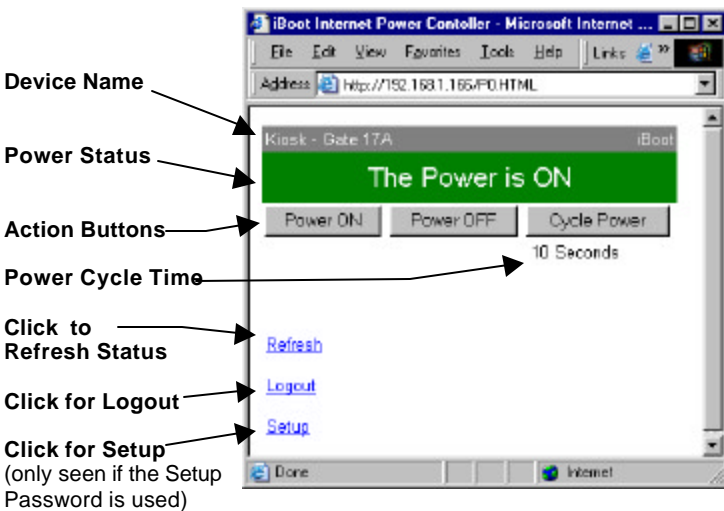 iBoot Internet Power Contoller - Microsoft Internet ...
File Edit View Favorites Tools Help Links »
Address http://192.168.1.165/P0.HTML
Device Name
Kiosk - Gate 17A iBoot
Power Status
The Power is ON
Action Buttons
Power ON Power OFF Cycle Power
Power Cycle Time
10 Seconds
Click to
Refresh Status
Refresh
Click for Logout
Logout
Click for Setup
(only seen if the Setup
Password is used)
Setup
Done Internet